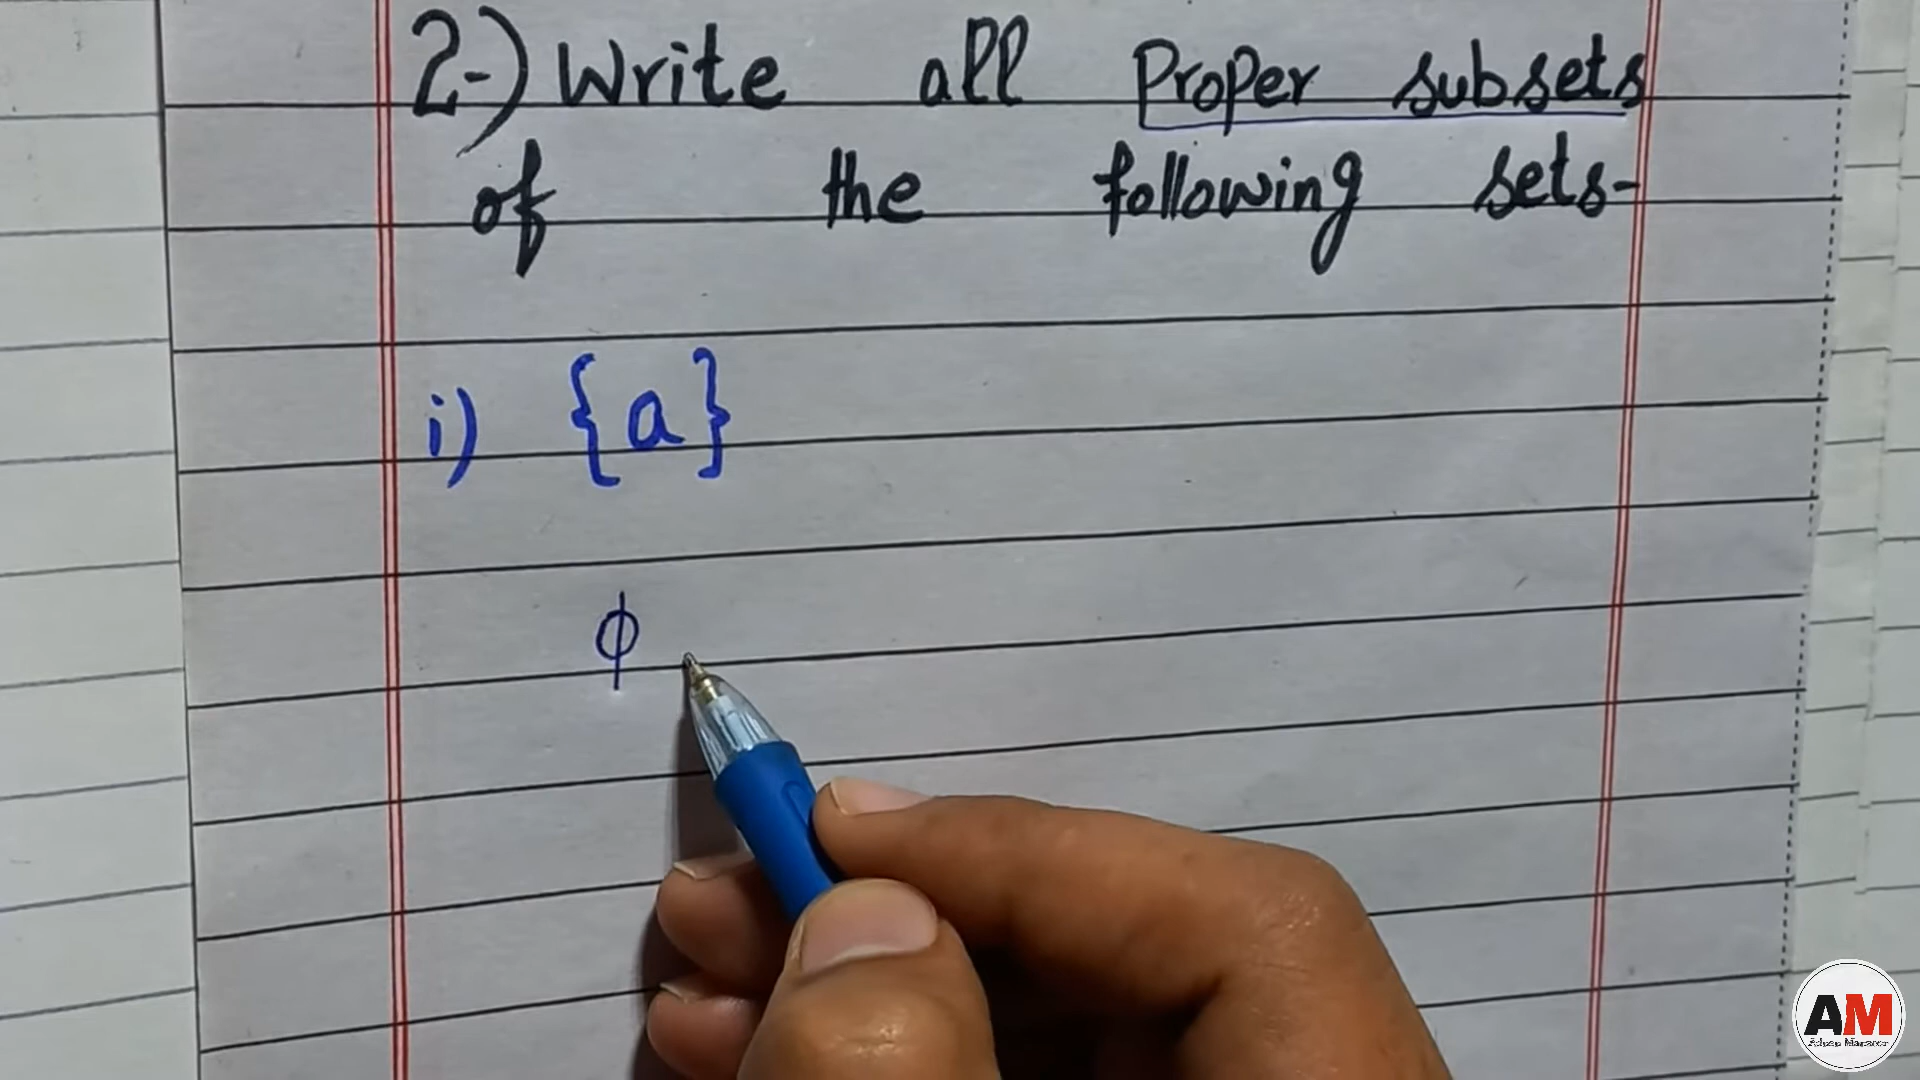 2-) Write all Proper subsets
of the following sets-
i) {a}
ϕ
AM